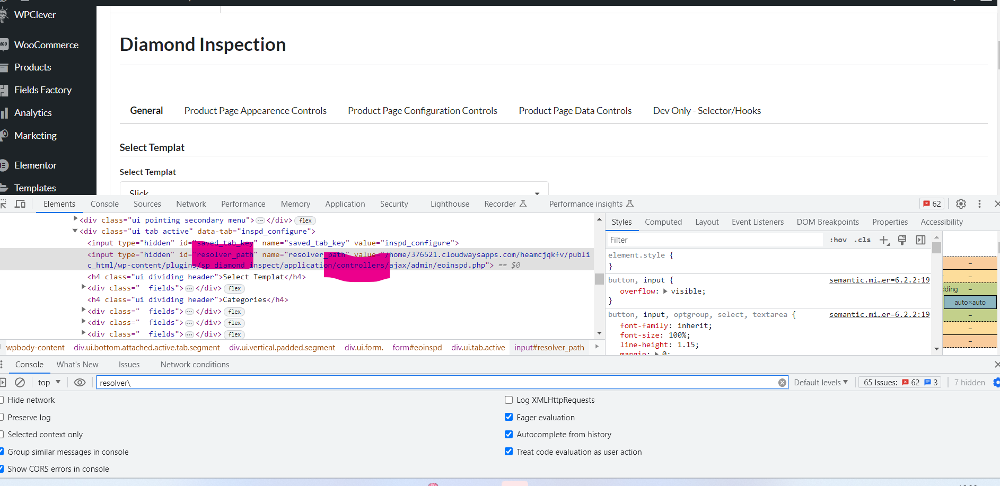 WPClever
WooCommerce
Products
Fields Factory
Analytics
Marketing
Elementor
Templates
Diamond Inspection
General Product Page Appearence Controls Product Page Configuration Controls Product Page Data Controls Dev Only - Selector/Hooks
Select Templat
Select Templat
Slick
Elements Console Sources Network Performance Memory Application Security Lighthouse Recorder Performance insights 62
<div class="ui pointing secondary menu">…</div> flex
<div class="ui tab active" data-tab="inspd_configure">
<input type="hidden" id="saved_tab_key" name="saved_tab_key" value="inspd_configure">
<input type="hidden" id="resolver_path" name="resolver_path" value="/home/376521.cloudwaysapps.com/heamcjqkfv/publi
c_html/wp-content/plugins/sp_diamond_inspect/application/controllers/ajax/admin/eoinspd.php"> == $0
<h4 class="ui dividing header">Select Templat</h4>
<div class="  fields">…</div> flex
<h4 class="ui dividing header">Categories</h4>
<div class="  fields">…</div> flex
<div class="  fields">…</div> flex
<div class="  fields">…</div> flex
wpbody-content div.ui.bottom.attached.active.tab.segment div.ui.vertical.padded.segment div.ui.form. form#eoinspd div.ui.tab.active input#resolver_path
Styles Computed Layout Event Listeners DOM Breakpoints Properties Accessibility
Filter :hov .cls
element.style {
}
button, input { semantic.mi…er=6.2.2:19
overflow: visible;
}
button, input, optgroup, select, textarea { semantic.mi…er=6.2.2:19
font-family: inherit;
font-size: 100%;
line-height: 1.15;
margin: 0;
–
–
dding –
auto×auto
–
–
–
Console What's New Issues Network conditions
top resolver\ Default levels 65 Issues: 62 3 7 hidden
Hide network Log XMLHttpRequests
Preserve log Eager evaluation
Selected context only Autocomplete from history
Group similar messages in console Treat code evaluation as user action
Show CORS errors in console